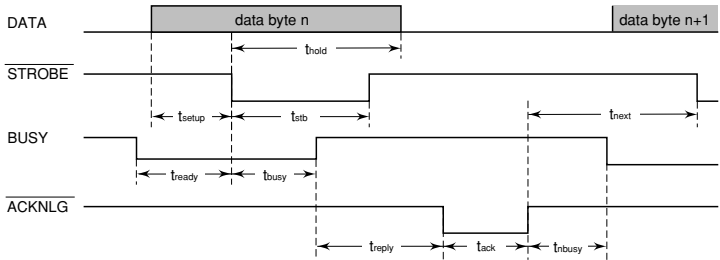 DATA data byte n data byte n+1
thold
STROBE
tsetup tstb tnext
BUSY
tready tbusy
ACKNLG
treply tack tnbusy